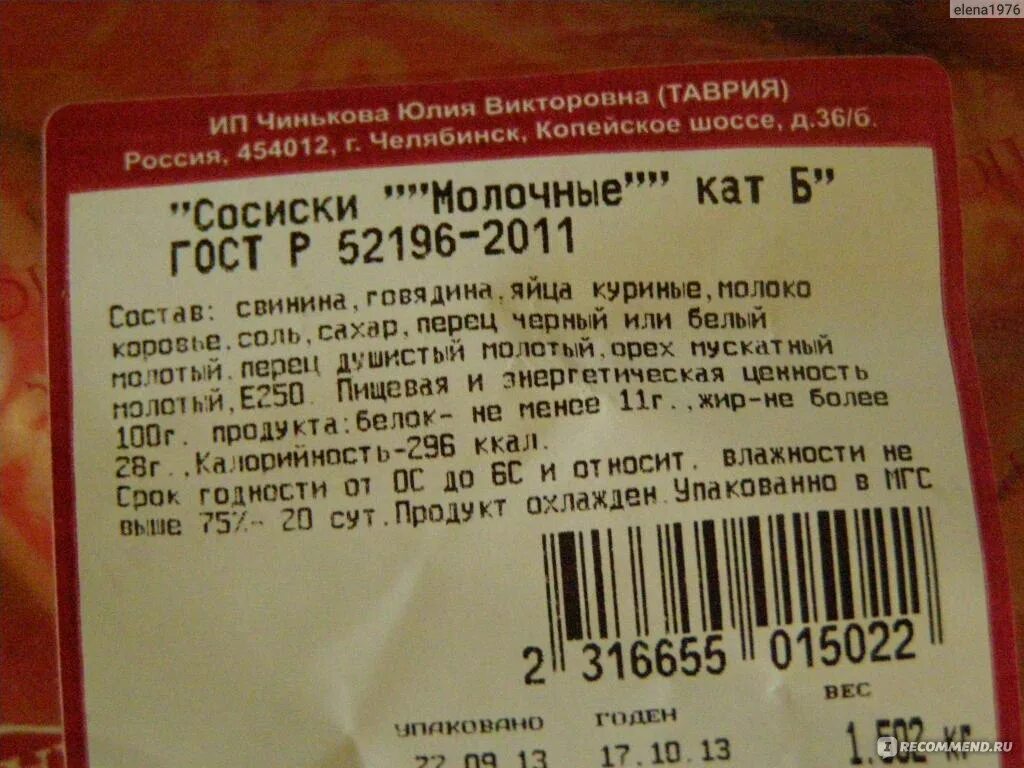 elena1976
ИП Чинькова Юлия Викторовна (ТАВРИЯ)
Россия, 454012, г. Челябинск, Копейское шоссе, д.36/б.
"Сосиски ""Молочные"" кат Б"
ГОСТ Р 52196-2011
Состав: свинина,говядина,яйца куриные,молоко
коровье,соль,сахар,перец черный или белый
молотый,перец душистый молотый,орех мускатный
молотый,Е250. Пищевая и энергетическая ценность
100г. продукта:белок- не менее 11г.,жир-не более
28г.,Калорийность-296 ккал.
Срок годности от 0С до 6С и относит. влажности не
выше 75%- 20 сут.Продукт охлажден.Упакованно в МГС
2 316655 015022
УПАКОВАНО ГОДЕН ВЕС
09.13 17.10.13 1.502 кг
RECOMMEND.RU